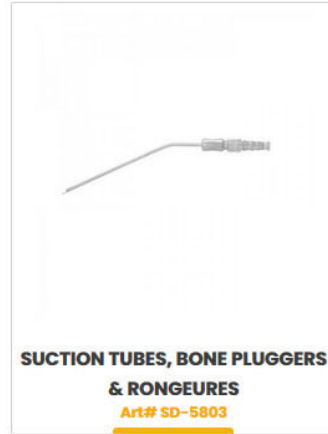 SUCTION TUBES, BONE PLUGGERS
& RONGEURES
Art# SD-5803